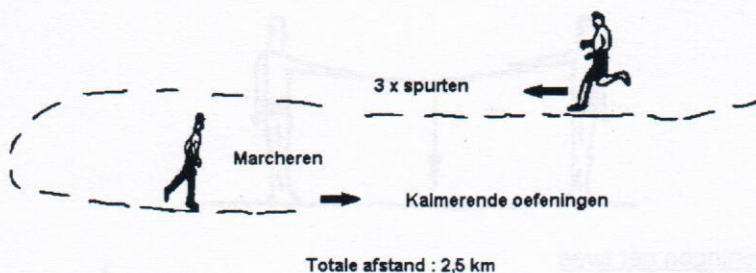 3 x spurten
Marcheren
Kalmerende oefeningen
Totale afstand : 2,5 km